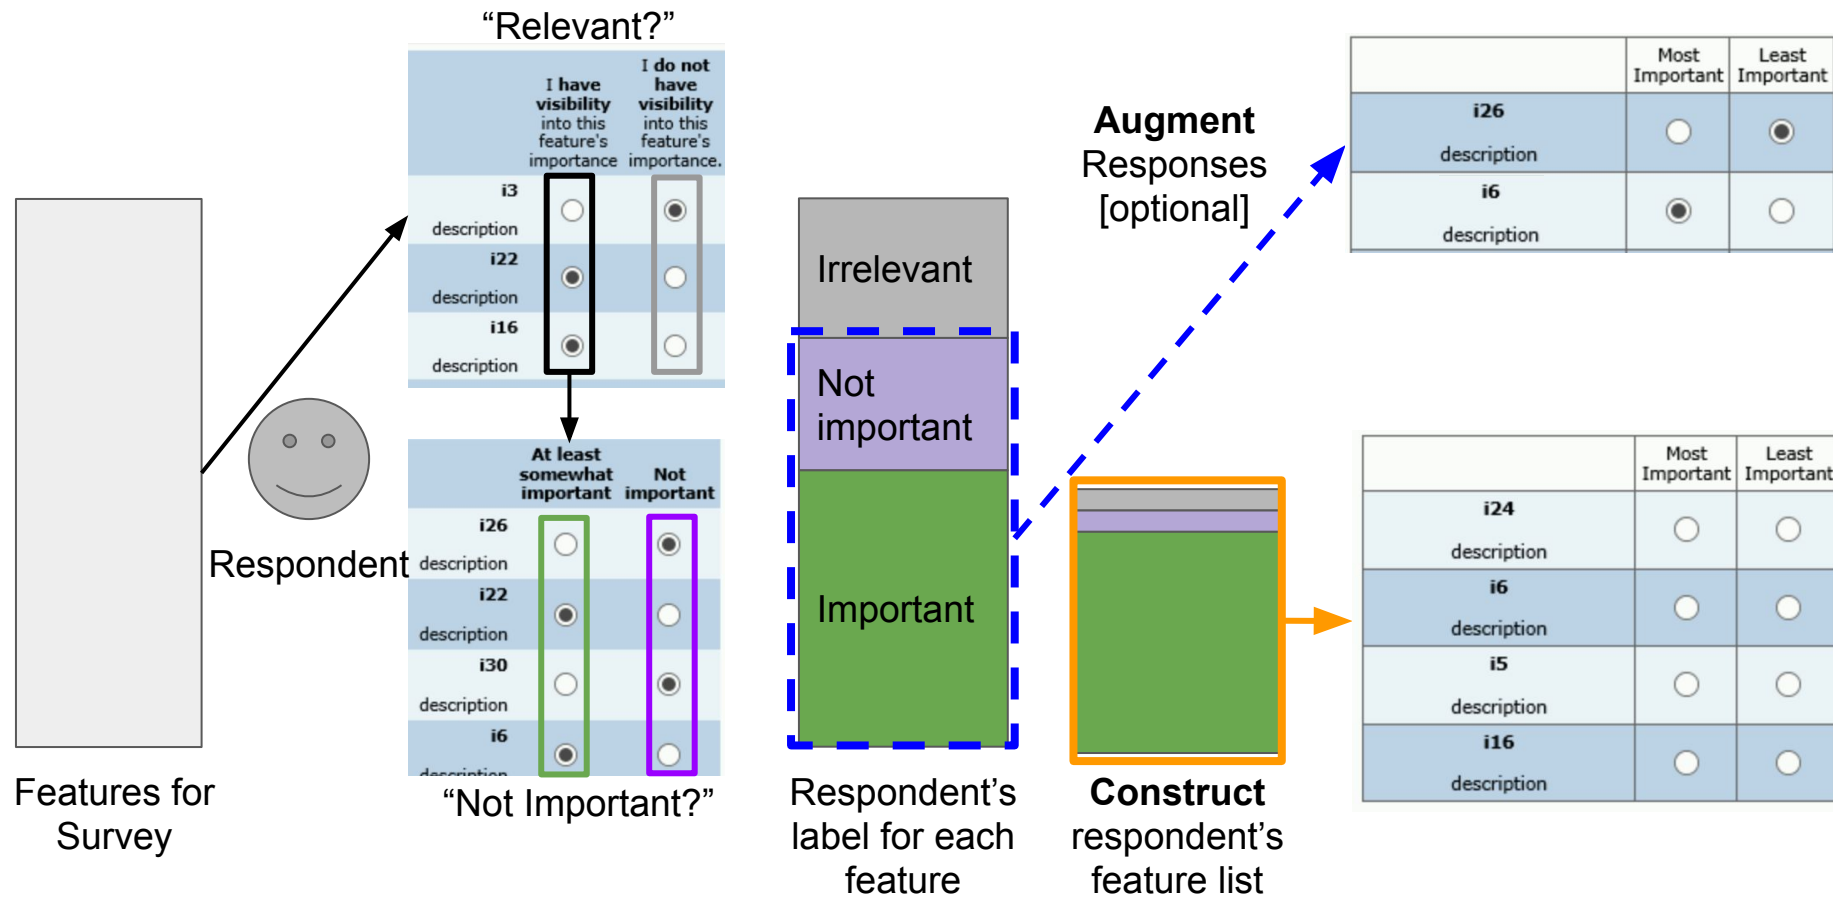 “Relevant?”
I have
visibility
into this
feature's
importance
I do not
have
visibility
into this
feature's
importance.
i3
description
i22
description
i16
description
At least
somewhat
important
Not
important
i26
description
i22
description
i30
description
i6
description
“Not Important?”
Features for
Survey
Respondent
Irrelevant
Not
important
Important
Respondent’s
label for each
feature
Augment
Responses
[optional]
Construct
respondent’s
feature list
Most
Important
Least
Important
i26
description
i6
description
Most
Important
Least
Important
i24
description
i6
description
i5
description
i16
description